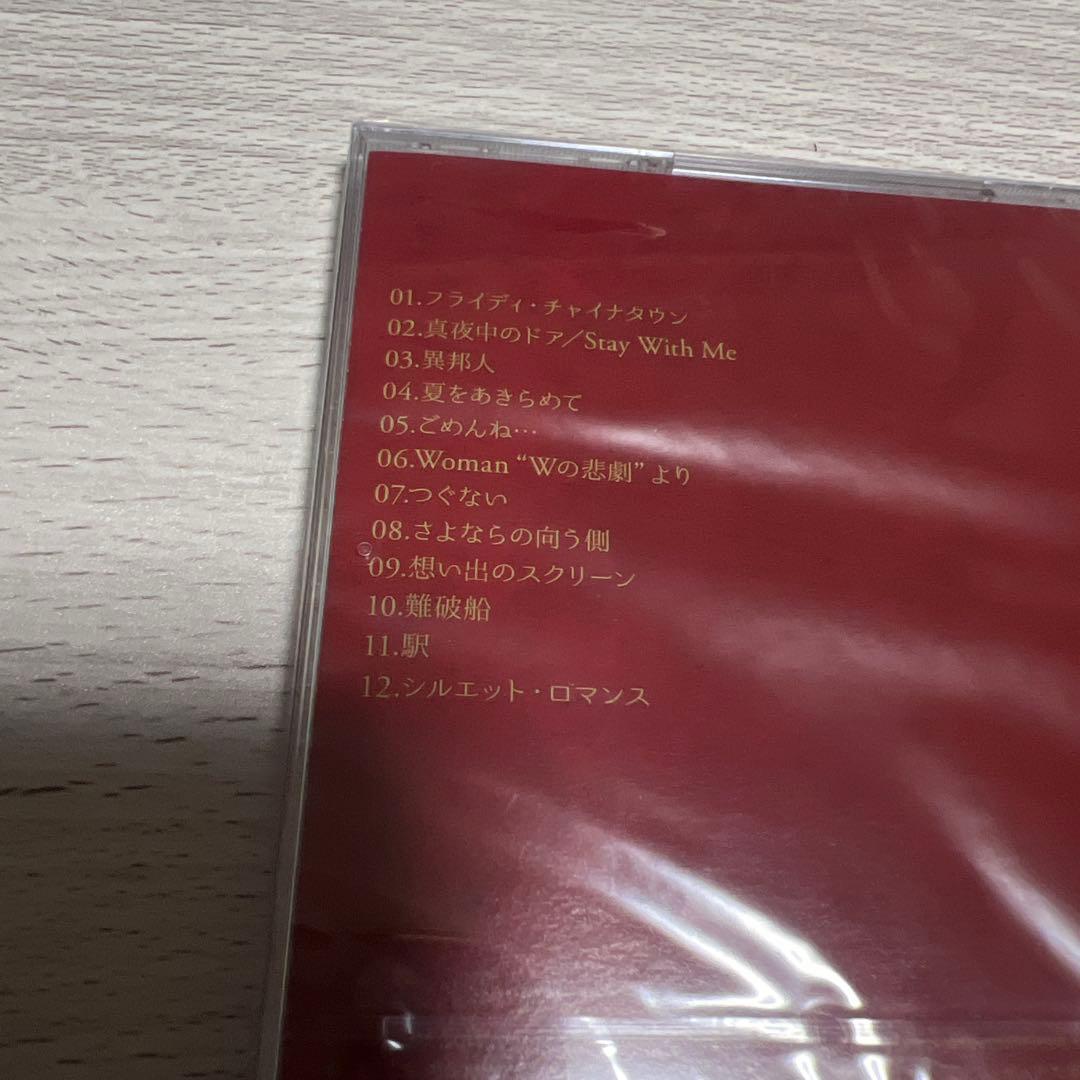 01.フライディ・チャイナタウン
02.真夜中のドア／Stay With Me
03.異邦人
04.夏をあきらめて
05.ごめんね…
06.Woman “Wの悲劇” より
07.つぐない
08.さよならの向う側
09.想い出のスクリーン
10.難破船
11.駅
12.シルエット・ロマンス